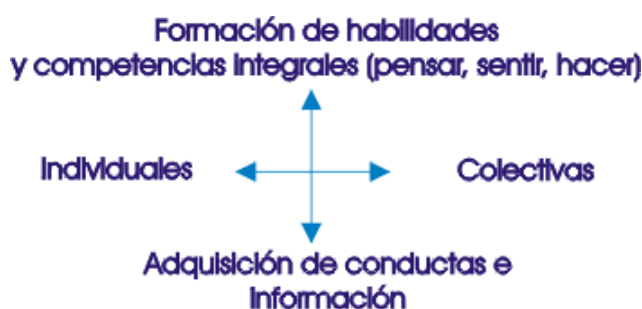 Formación de habilidades
y competencias integrales (pensar, sentir, hacer)
Individuales
Colectivas
Adquisición de conductas e
información